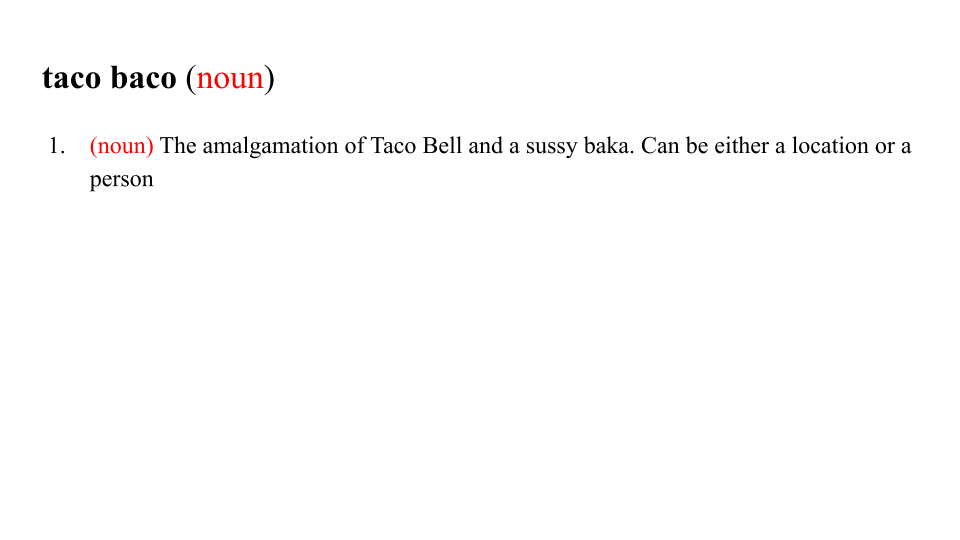 taco baco (noun)
1. (noun) The amalgamation of Taco Bell and a sussy baka. Can be either a location or a
person